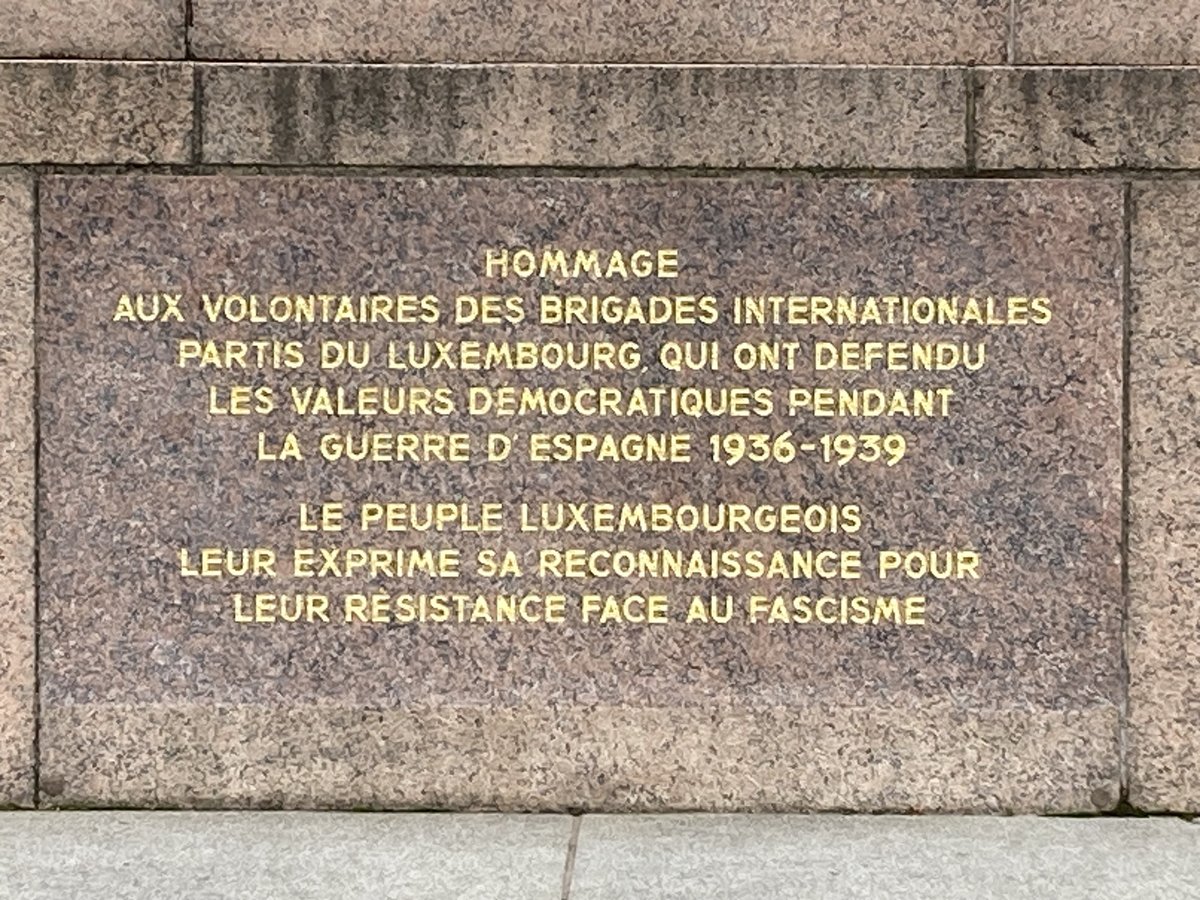 HOMMAGE
AUX VOLONTAIRES DES BRIGADES INTERNATIONALES
PARTIS DU LUXEMBOURG, QUI ONT DÉFENDU
LES VALEURS DÉMOCRATIQUES PENDANT
LA GUERRE D'ESPAGNE 1936-1939
LE PEUPLE LUXEMBOURGEOIS
LEUR EXPRIME SA RECONNAISSANCE POUR
LEUR RÉSISTANCE FACE AU FASCISME